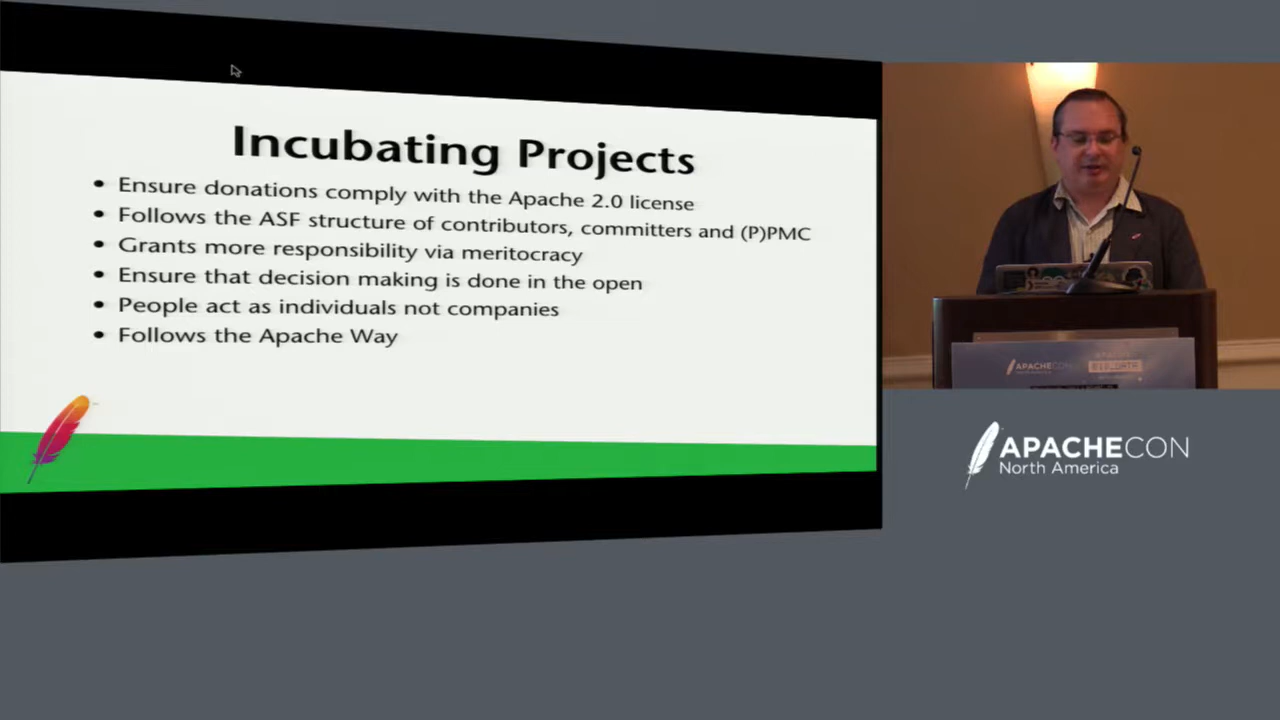 Incubating Projects
• Ensure donations comply with the Apache 2.0 license
• Follows the ASF structure of contributors, committers and (P)PMC
• Grants more responsibility via meritocracy
• Ensure that decision making is done in the open
• People act as individuals not companies
• Follows the Apache Way
APACHECON
APACHECON
North America